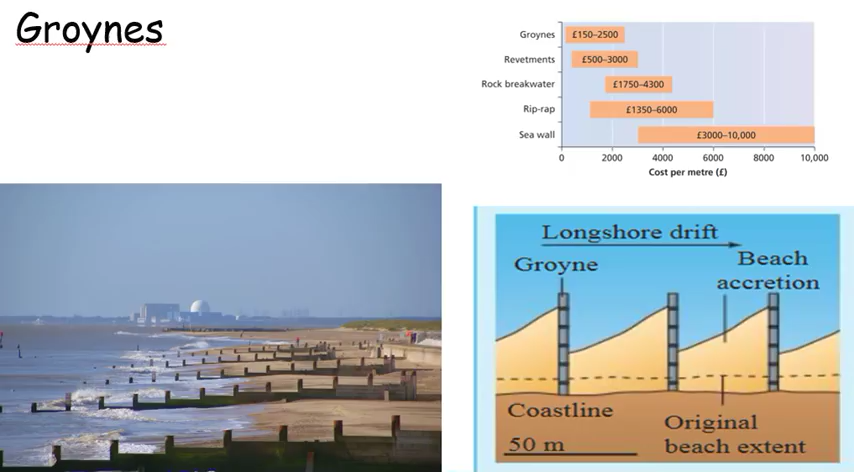 Groynes
Groynes £150–2500
Revetments £500–3000
Rock breakwater £1750–4300
Rip-rap £1350–6000
Sea wall £3000–10,000
0 2000 4000 6000 8000 10,000
Cost per metre (£)
Longshore drift
Groyne
Beach
accretion
Coastline
50 m
Original
beach extent